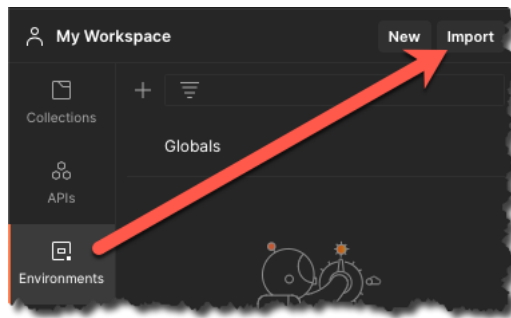 My Workspace
New
Import
Collections
Globals
APIs
Environments